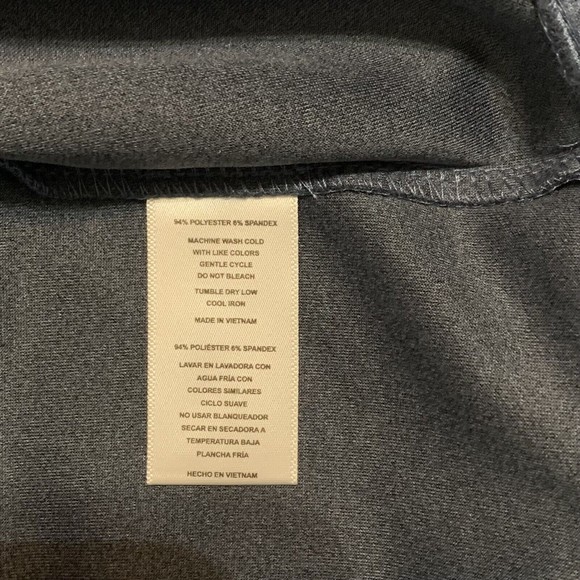 94% POLYESTER 6% SPANDEX
MACHINE WASH COLD
WITH LIKE COLORS
GENTLE CYCLE
DO NOT BLEACH
TUMBLE DRY LOW
COOL IRON
MADE IN VIETNAM
94% POLIÉSTER 6% SPANDEX
LAVAR EN LAVADORA CON
AGUA FRÍA CON
COLORES SIMILARES
CICLO SUAVE
NO USAR BLANQUEADOR
SECAR EN SECADORA A
TEMPERATURA BAJA
PLANCHA FRÍA
HECHO EN VIETNAM